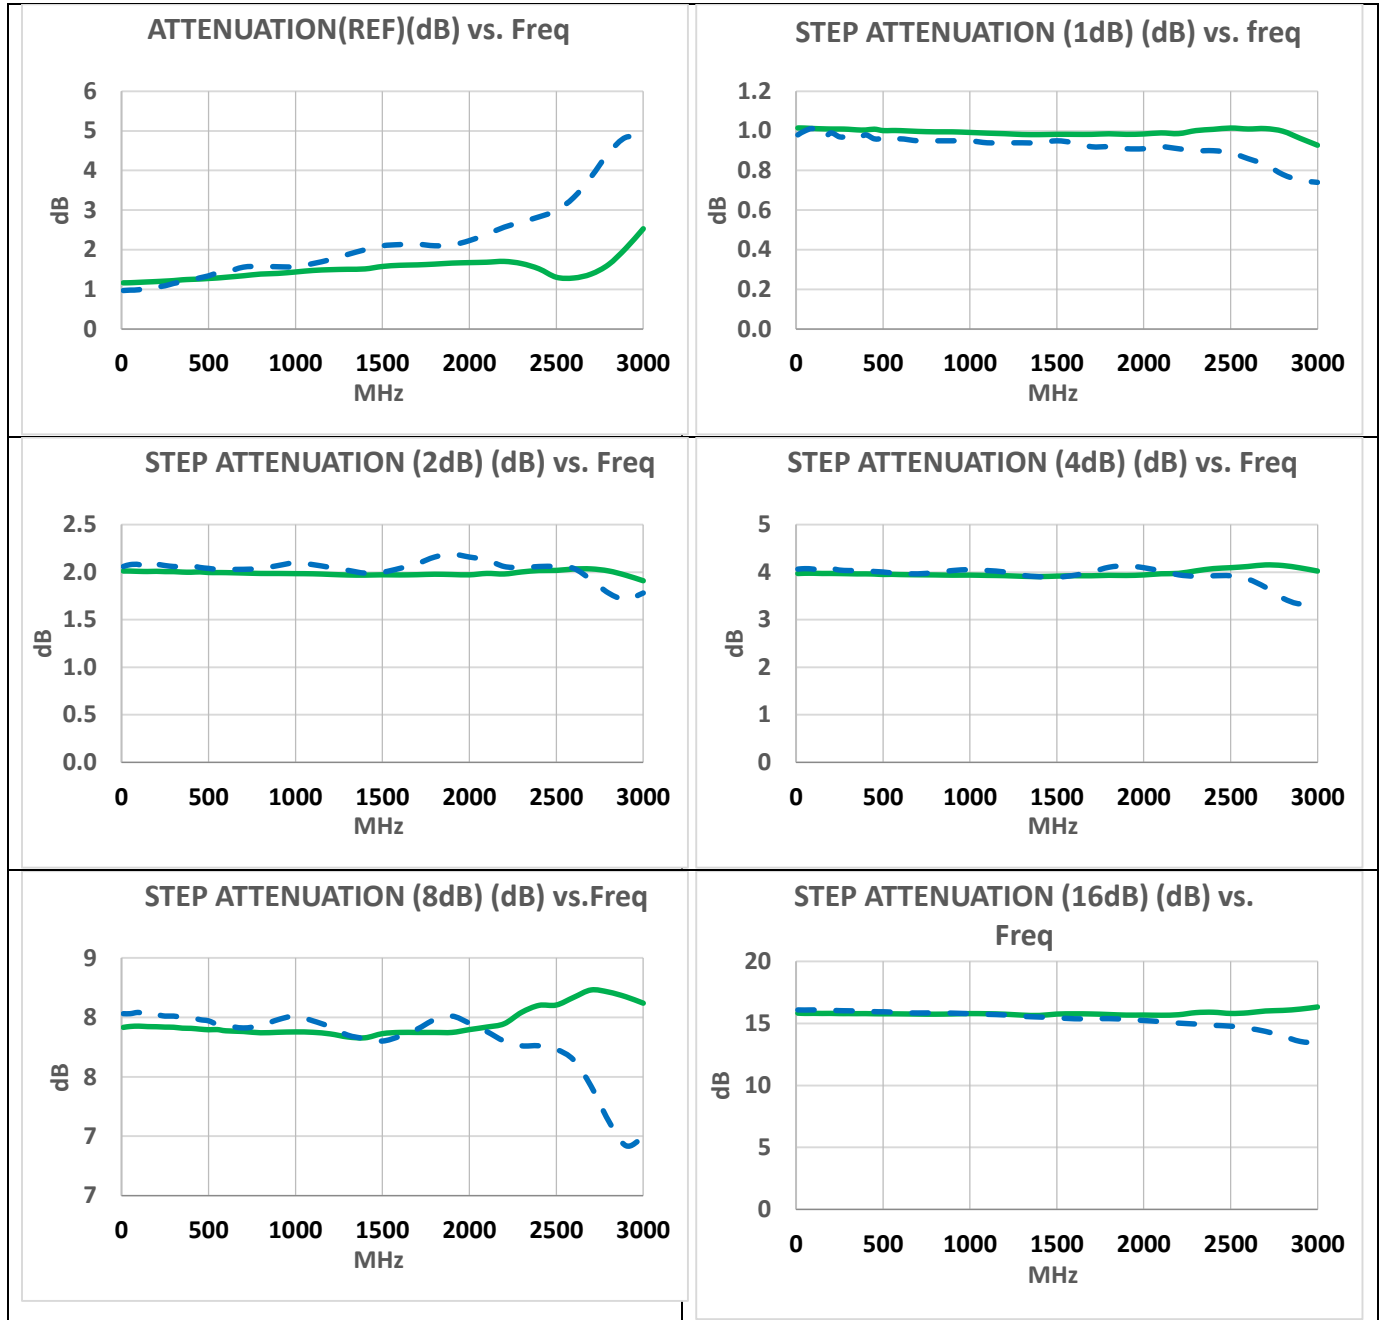 ATTENUATION(REF)(dB) vs. Freq
6
5
4
3
2
1
0
dB
0 500 1000 1500 2000 2500 3000
MHz
STEP ATTENUATION (1dB) (dB) vs. freq
1.2
1.0
0.8
0.6
0.4
0.2
0.0
dB
0 500 1000 1500 2000 2500 3000
MHz
STEP ATTENUATION (2dB) (dB) vs. Freq
2.5
2.0
1.5
1.0
0.5
0.0
dB
0 500 1000 1500 2000 2500 3000
MHz
STEP ATTENUATION (4dB) (dB) vs. Freq
5
4
3
2
1
0
dB
0 500 1000 1500 2000 2500 3000
MHz
STEP ATTENUATION (8dB) (dB) vs.Freq
9
8
8
7
7
dB
0 500 1000 1500 2000 2500 3000
MHz
STEP ATTENUATION (16dB) (dB) vs.
Freq
20
15
10
5
0
dB
0 500 1000 1500 2000 2500 3000
MHz